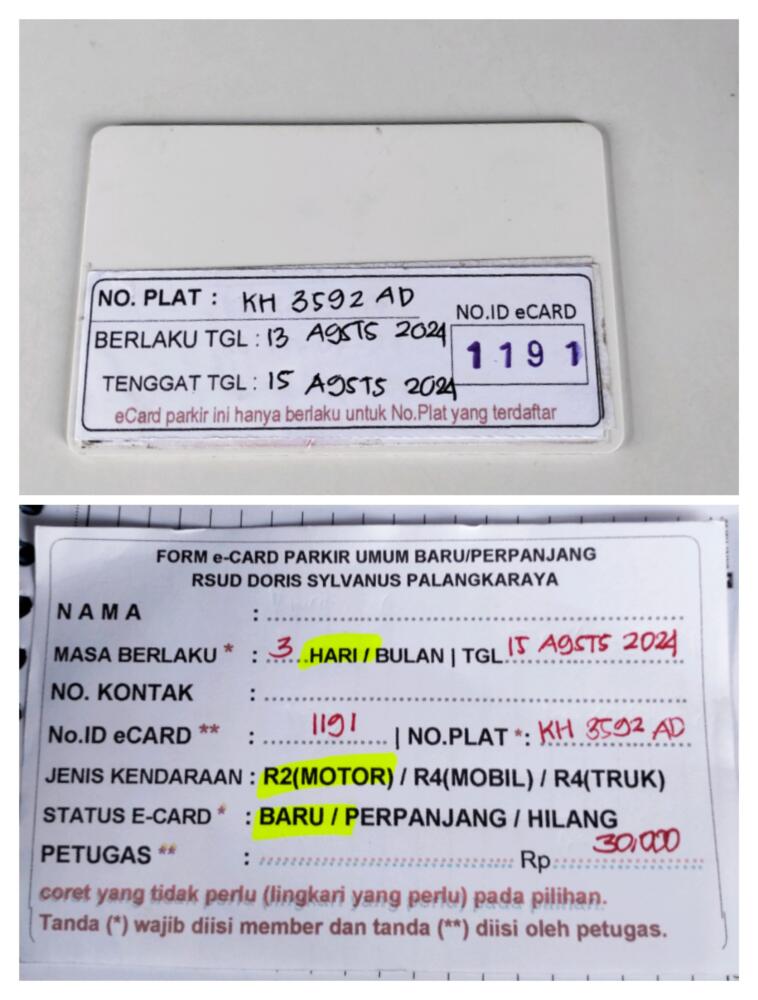 NO. PLAT : KH 3592 AD
NO.ID eCARD
BERLAKU TGL : 13 AGSTS 2024
1191
TENGGAT TGL : 15 AGSTS 2024
eCard parkir ini hanya berlaku untuk No.Plat yang terdaftar
FORM e-CARD PARKIR UMUM BARU/PERPANJANG
RSUD DORIS SYLVANUS PALANGKARAYA
NAMA :
MASA BERLAKU * : 3 HARI / BULAN | TGL 15 AGSTS 2024
NO. KONTAK :
No.ID eCARD ** : 1191 | NO.PLAT *: KH 3592 AD
JENIS KENDARAAN : R2(MOTOR) / R4(MOBIL) / R4(TRUK)
STATUS E-CARD * : BARU / PERPANJANG / HILANG
PETUGAS ** : Rp 30,000
coret yang tidak perlu (lingkari yang perlu) pada pilihan.
Tanda (*) wajib diisi member dan tanda (**) diisi oleh petugas.